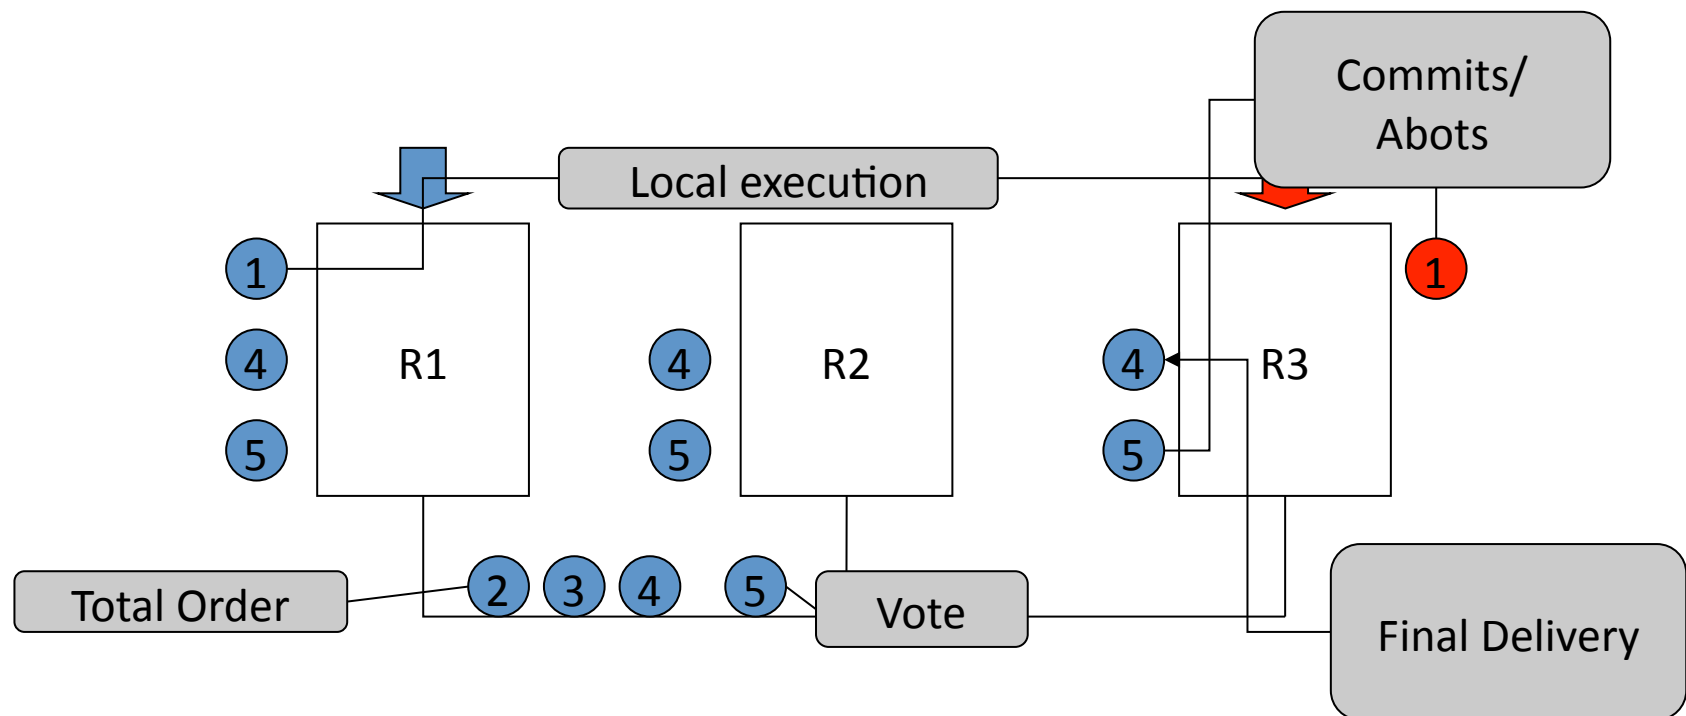 Commits/
Abots
Local execution
1
1
4
R1
4
R2
4
R3
5
5
5
Total Order
2
3
4
5
Vote
Final Delivery